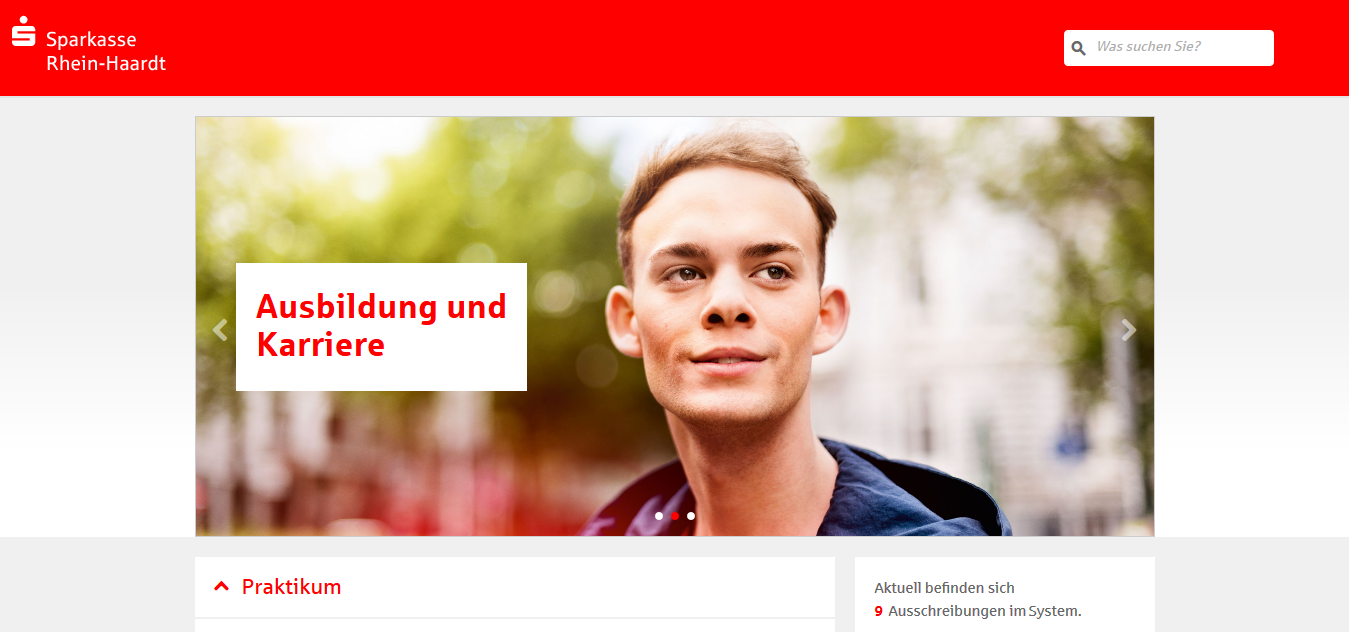 Sparkasse
Rhein-Haardt
Was suchen Sie?
Ausbildung und
Karriere
Praktikum
Aktuell befinden sich
9 Ausschreibungen im System.